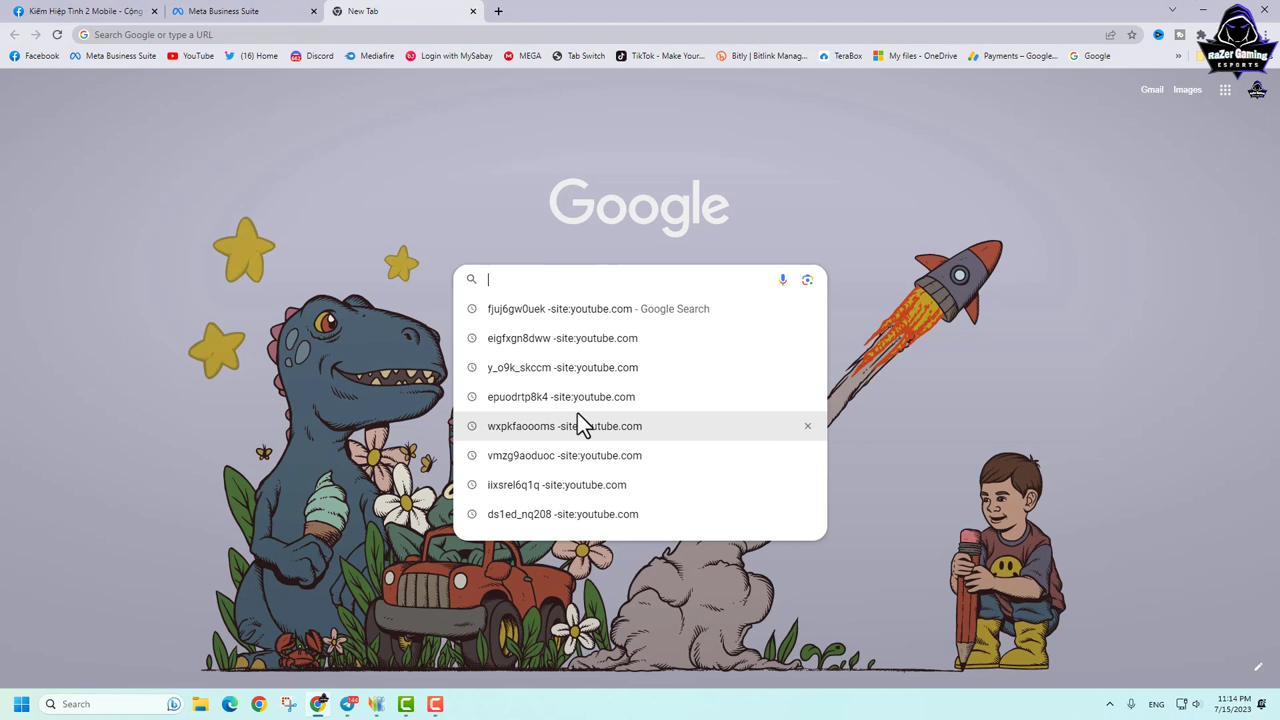 Kiếm Hiệp Tình 2 Mobile - Cộng
Meta Business Suite
New Tab
Search Google or type a URL
Facebook
Meta Business Suite
YouTube
(16) Home
Discord
Mediafire
Login with MySabay
MEGA
Tab Switch
TikTok - Make Your...
Bitly | Bitlink Manag...
TeraBox
My files - OneDrive
Payments – Google...
Google
»
RaZer Gaming
ESPORTS
Gmail
Images
Google
fjuj6gw0uek -site:youtube.com - Google Search
eigfxgn8dww -site:youtube.com
y_o9k_skccm -site:youtube.com
epuodrtp8k4 -site:youtube.com
wxpkfaoooms -site:youtube.com
vmzg9aoduoc -site:youtube.com
iixsrel6q1q -site:youtube.com
ds1ed_nq208 -site:youtube.com
Search
144
ENG
11:14 PM
7/15/2023